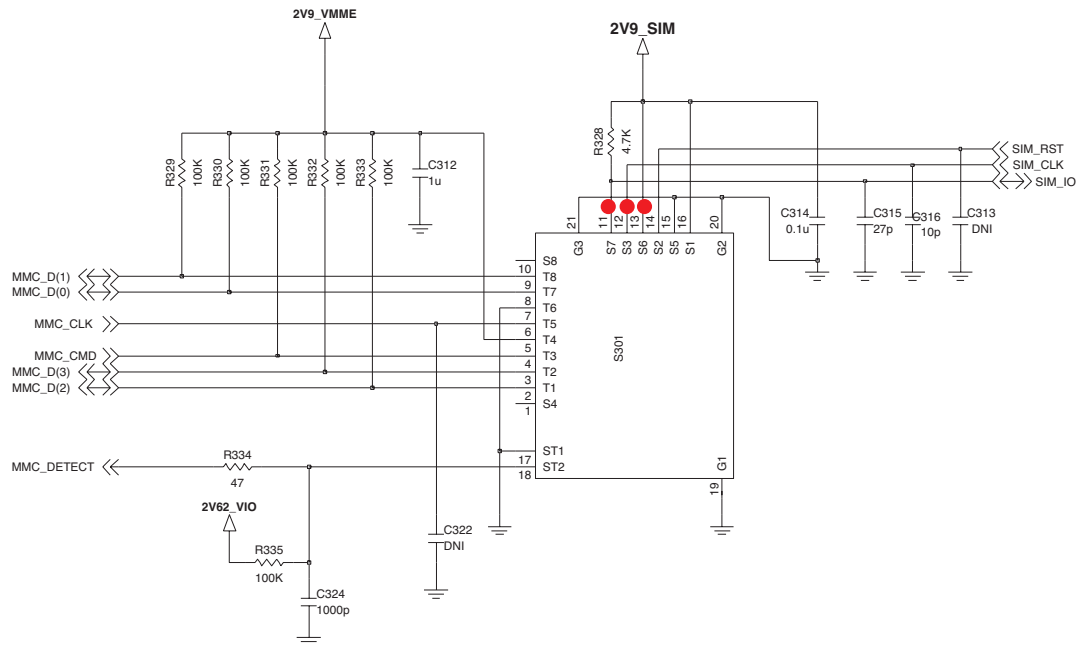 2V9_VMME
2V9_SIM
R329
100K
R330
100K
R331
100K
R332
100K
R333
100K
C312
1u
R328
4.7K
SIM_RST
SIM_CLK
SIM_IO
C314
0.1u
C315
27p
C316
10p
C313
DNI
21
11
12
13
14
15
16
20
G3
S7
S3
S6
S2
S5
S1
G2
MMC_D(1)
MMC_D(0)
MMC_CLK
MMC_CMD
MMC_D(3)
MMC_D(2)
MMC_DETECT
10
9
8
7
6
5
4
3
2
1
17
18
S8
T8
T7
T6
T5
T4
T3
T2
T1
S4
ST1
ST2
S301
G1
19
R334
47
2V62_VIO
R335
100K
C324
1000p
C322
DNI